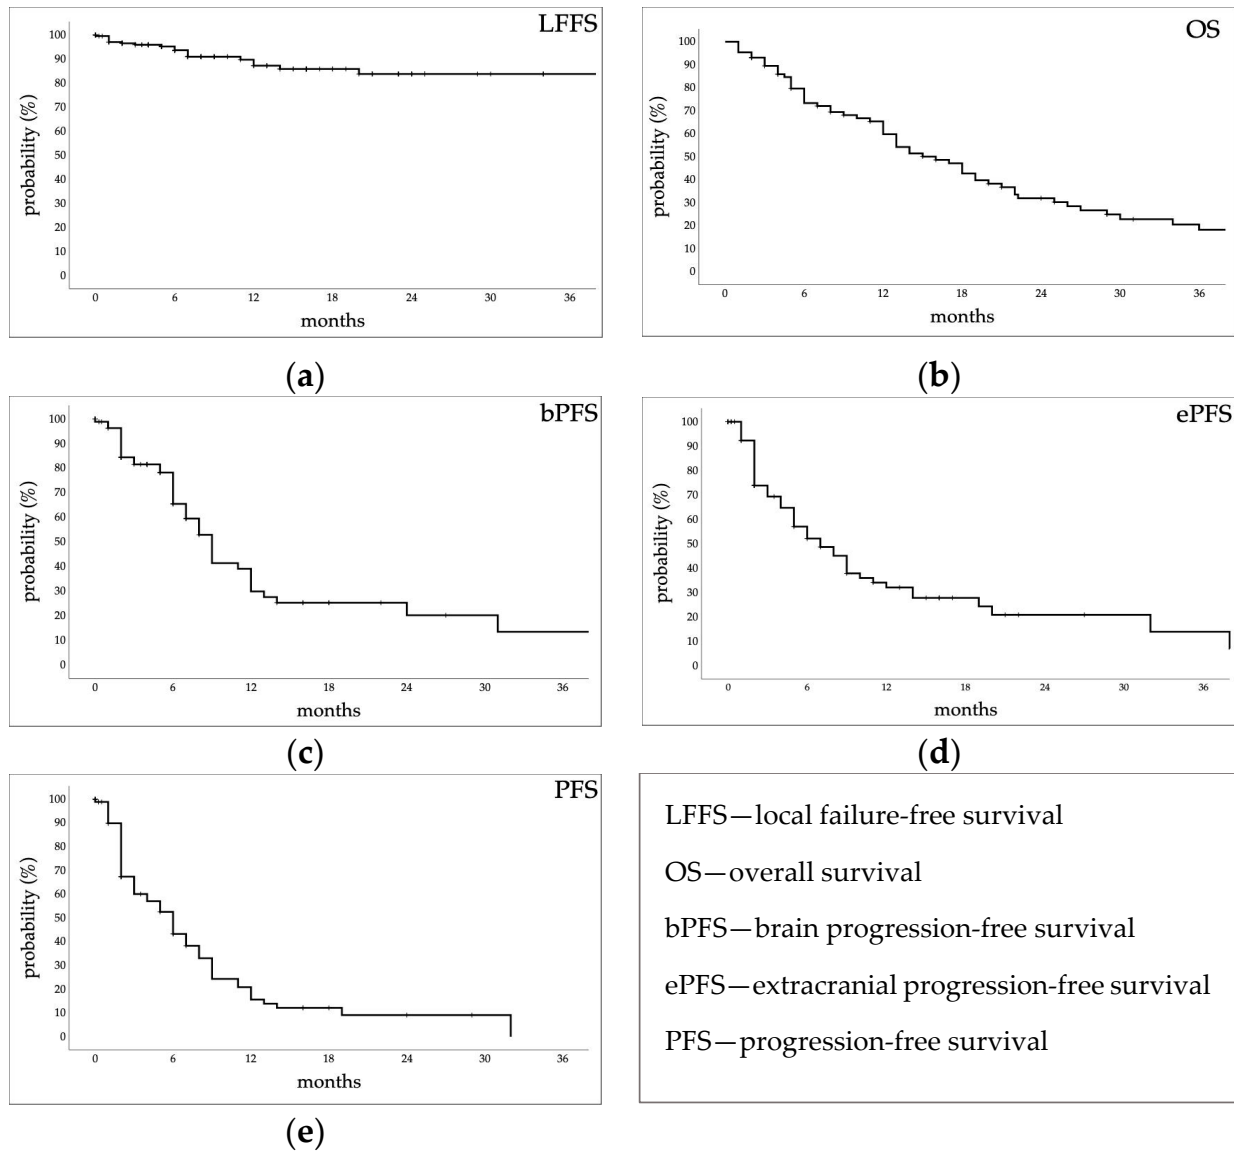 LFFS
probability (%)
100
90
80
70
60
50
40
30
20
10
0
0 6 12 18 24 30 36
months
(a)
OS
probability (%)
100
90
80
70
60
50
40
30
20
10
0
0 6 12 18 24 30 36
months
(b)
bPFS
probability (%)
100
90
80
70
60
50
40
30
20
10
0
0 6 12 18 24 30 36
months
(c)
ePFS
probability (%)
100
90
80
70
60
50
40
30
20
10
0
0 6 12 18 24 30 36
months
(d)
PFS
probability (%)
100
90
80
70
60
50
40
30
20
10
0
0 6 12 18 24 30 36
months
(e)
LFFS—local failure-free survival
OS—overall survival
bPFS—brain progression-free survival
ePFS—extracranial progression-free survival
PFS—progression-free survival